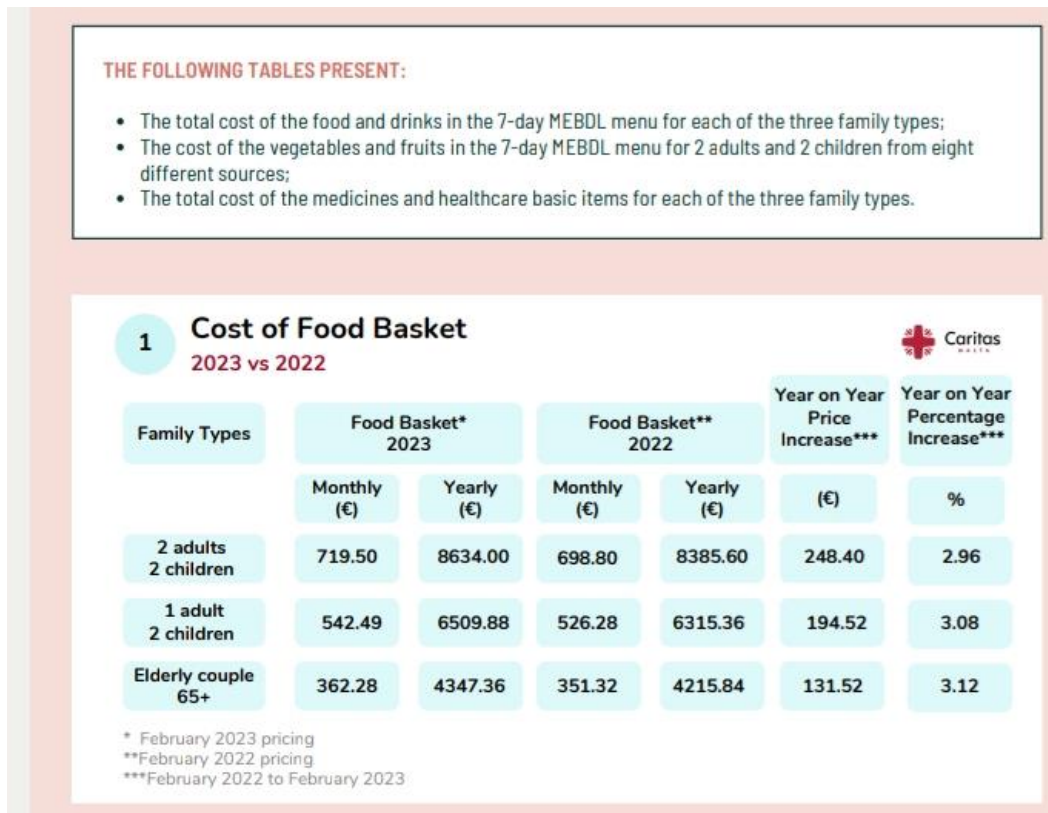 THE FOLLOWING TABLES PRESENT:
• The total cost of the food and drinks in the 7-day MEBDL menu for each of the three family types;
• The cost of the vegetables and fruits in the 7-day MEBDL menu for 2 adults and 2 children from eight
different sources;
• The total cost of the medicines and healthcare basic items for each of the three family types.
1
Cost of Food Basket
2023 vs 2022
Caritas
MALTA
Family Types
Food Basket*
2023
Food Basket**
2022
Year on Year
Price
Increase***
Year on Year
Percentage
Increase***
Monthly
(€)
Yearly
(€)
Monthly
(€)
Yearly
(€)
(€)
%
2 adults
2 children
719.50
8634.00
698.80
8385.60
248.40
2.96
1 adult
2 children
542.49
6509.88
526.28
6315.36
194.52
3.08
Elderly couple
65+
362.28
4347.36
351.32
4215.84
131.52
3.12
* February 2023 pricing
**February 2022 pricing
***February 2022 to February 2023